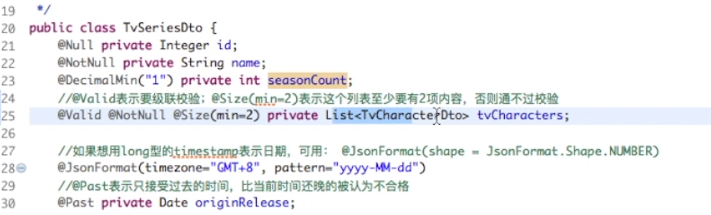 19 */
20 public class TvSeriesDto {
21 @Null private Integer id;
22 @NotNull private String name;
23 @DecimalMin("1") private int seasonCount;
24 //@Valid表示要级联校验；@Size(min=2)表示这个列表至少要有2项内容，否则通不过校验
25 @Valid @NotNull @Size(min=2) private List<TvCharacterDto> tvCharacters;
26
27 //如果想用long型的timestamp表示日期，可用： @JsonFormat(shape = JsonFormat.Shape.NUMBER)
28 @JsonFormat(timezone="GMT+8", pattern="yyyy-MM-dd")
29 //@Past表示只接受过去的时间，比当前时间还晚的被认为不合格
30 @Past private Date originRelease;